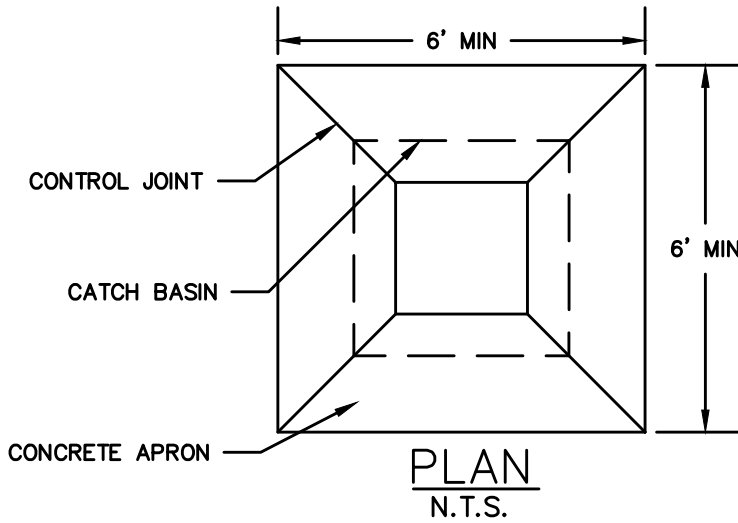 6' MIN
CONTROL JOINT
6' MIN
CATCH BASIN
CONCRETE APRON
PLAN
N.T.S.